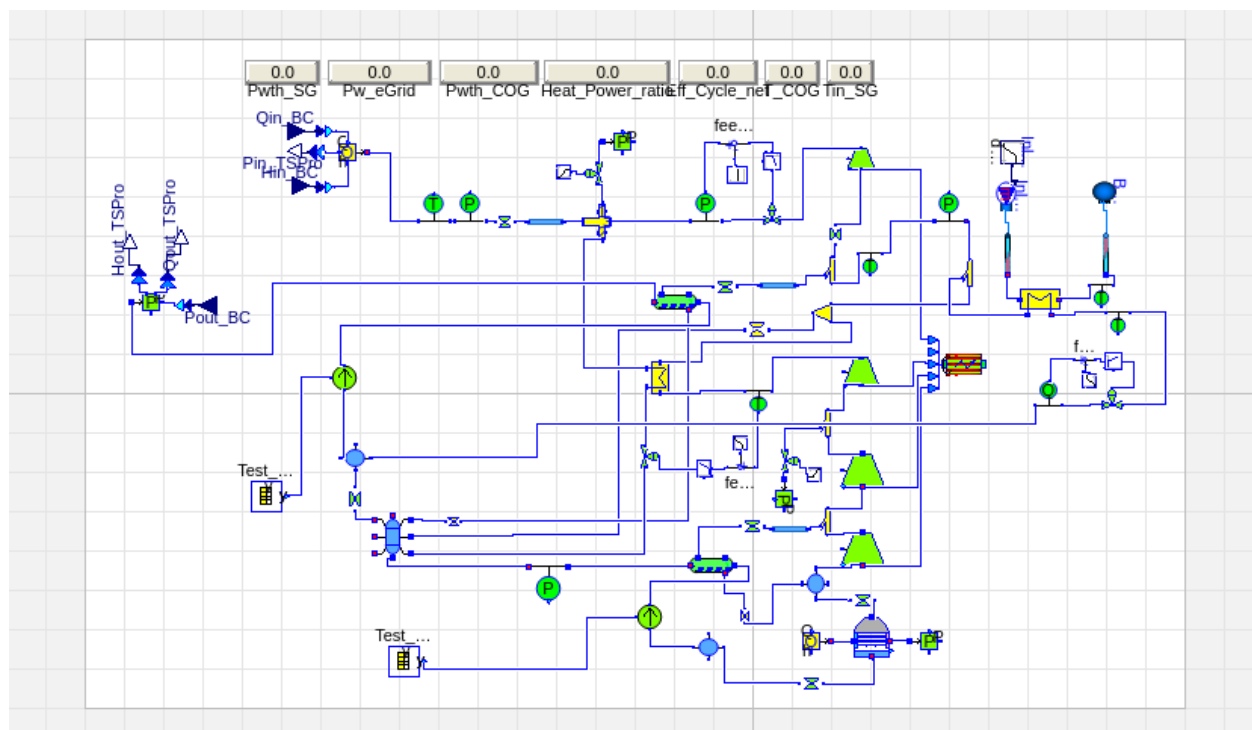 0.0 0.0 0.0 0.0 0.0 0.0 0.0
Pwth_SG Pw_eGrid Pwth_COG Heat_Power_ratio Eff_Cycle_net T_COG Tin_SG
Qin_BC
Pin_TSPro
Hin_BC
fee...
P
T P P P
Hout_TSPro
Qout_TSPro
P
Pout_BC
T
T
T
f...
Q
T
Test_...
y
fe...
P
P
Test_...
y
P